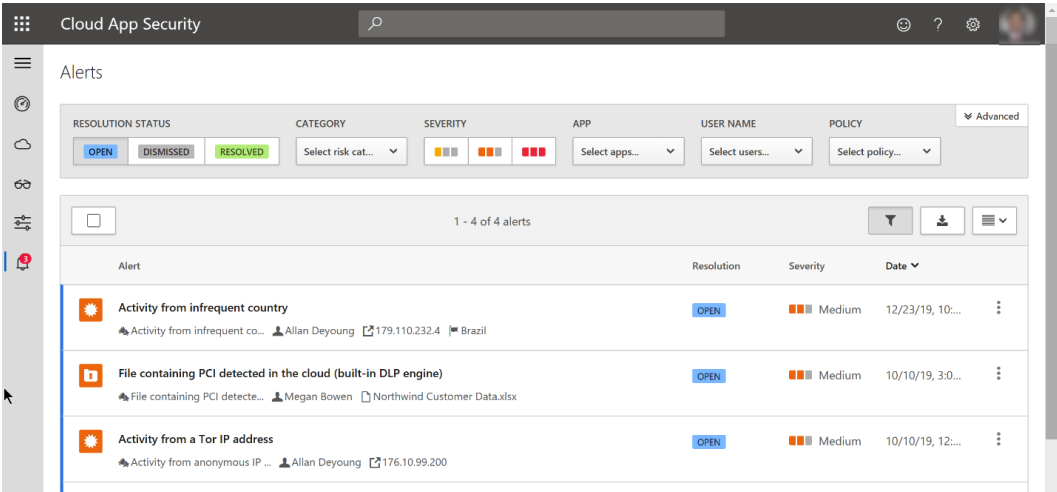 Cloud App Security
?
Alerts
Advanced
RESOLUTION STATUS CATEGORY SEVERITY APP USER NAME POLICY
OPEN DISMISSED RESOLVED Select risk cat... Select apps... Select users... Select policy...
1 - 4 of 4 alerts
3
Alert Resolution Severity Date
Activity from infrequent country OPEN Medium 12/23/19, 10:...
Activity from infrequent co... Allan Deyoung 179.110.232.4 Brazil
File containing PCI detected in the cloud (built-in DLP engine) OPEN Medium 10/10/19, 3:0...
File containing PCI detecte... Megan Bowen Northwind Customer Data.xlsx
Activity from a Tor IP address OPEN Medium 10/10/19, 12:...
Activity from anonymous IP ... Allan Deyoung 176.10.99.200